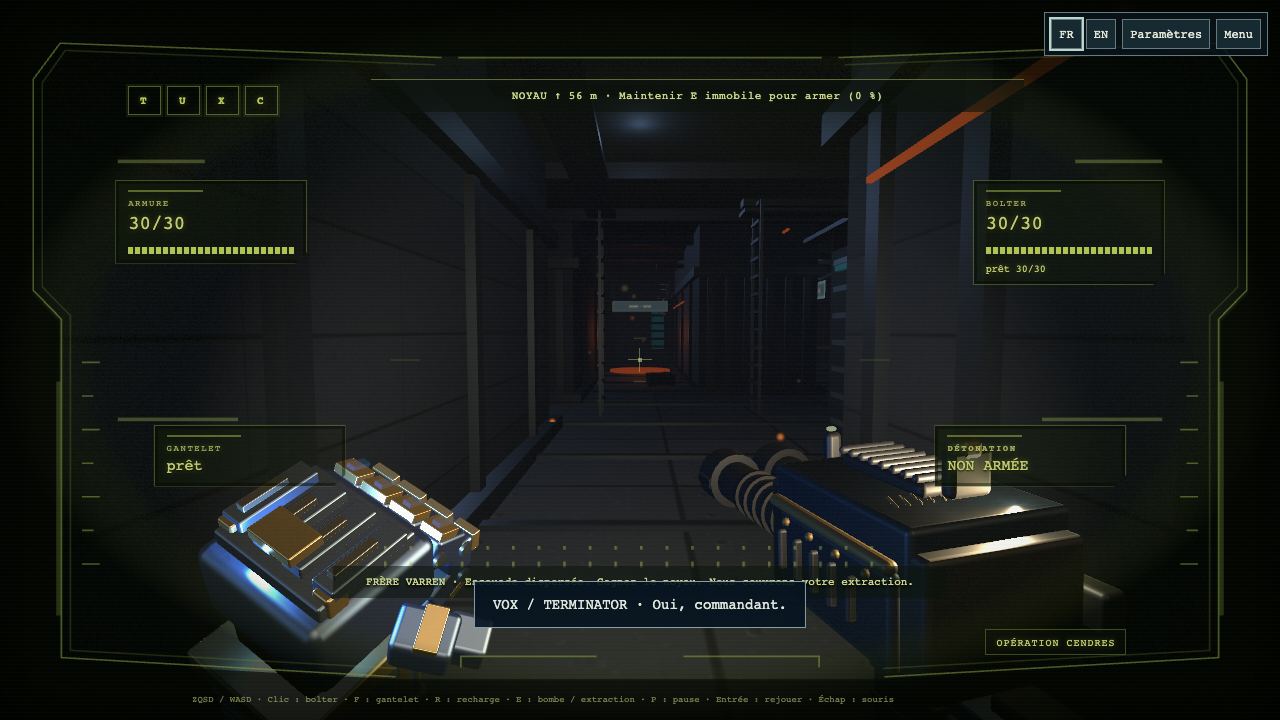 FR EN Paramètres Menu
T U X C
NOYAU ↑ 56 m · Maintenir E immobile pour armer (0 %)
ARMURE
30/30
BOLTER
30/30
prêt 30/30
GANTELET
prêt
DÉTONATION
NON ARMÉE
FRÈRE VARREN · votre extraction.
VOX / TERMINATOR · Oui, commandant.
OPÉRATION CENDRES
ZQSD / WASD · Clic : bolter · F : gantelet · R : recharge · E : bombe / extraction · P : pause · Entrée : rejouer · Échap : souris